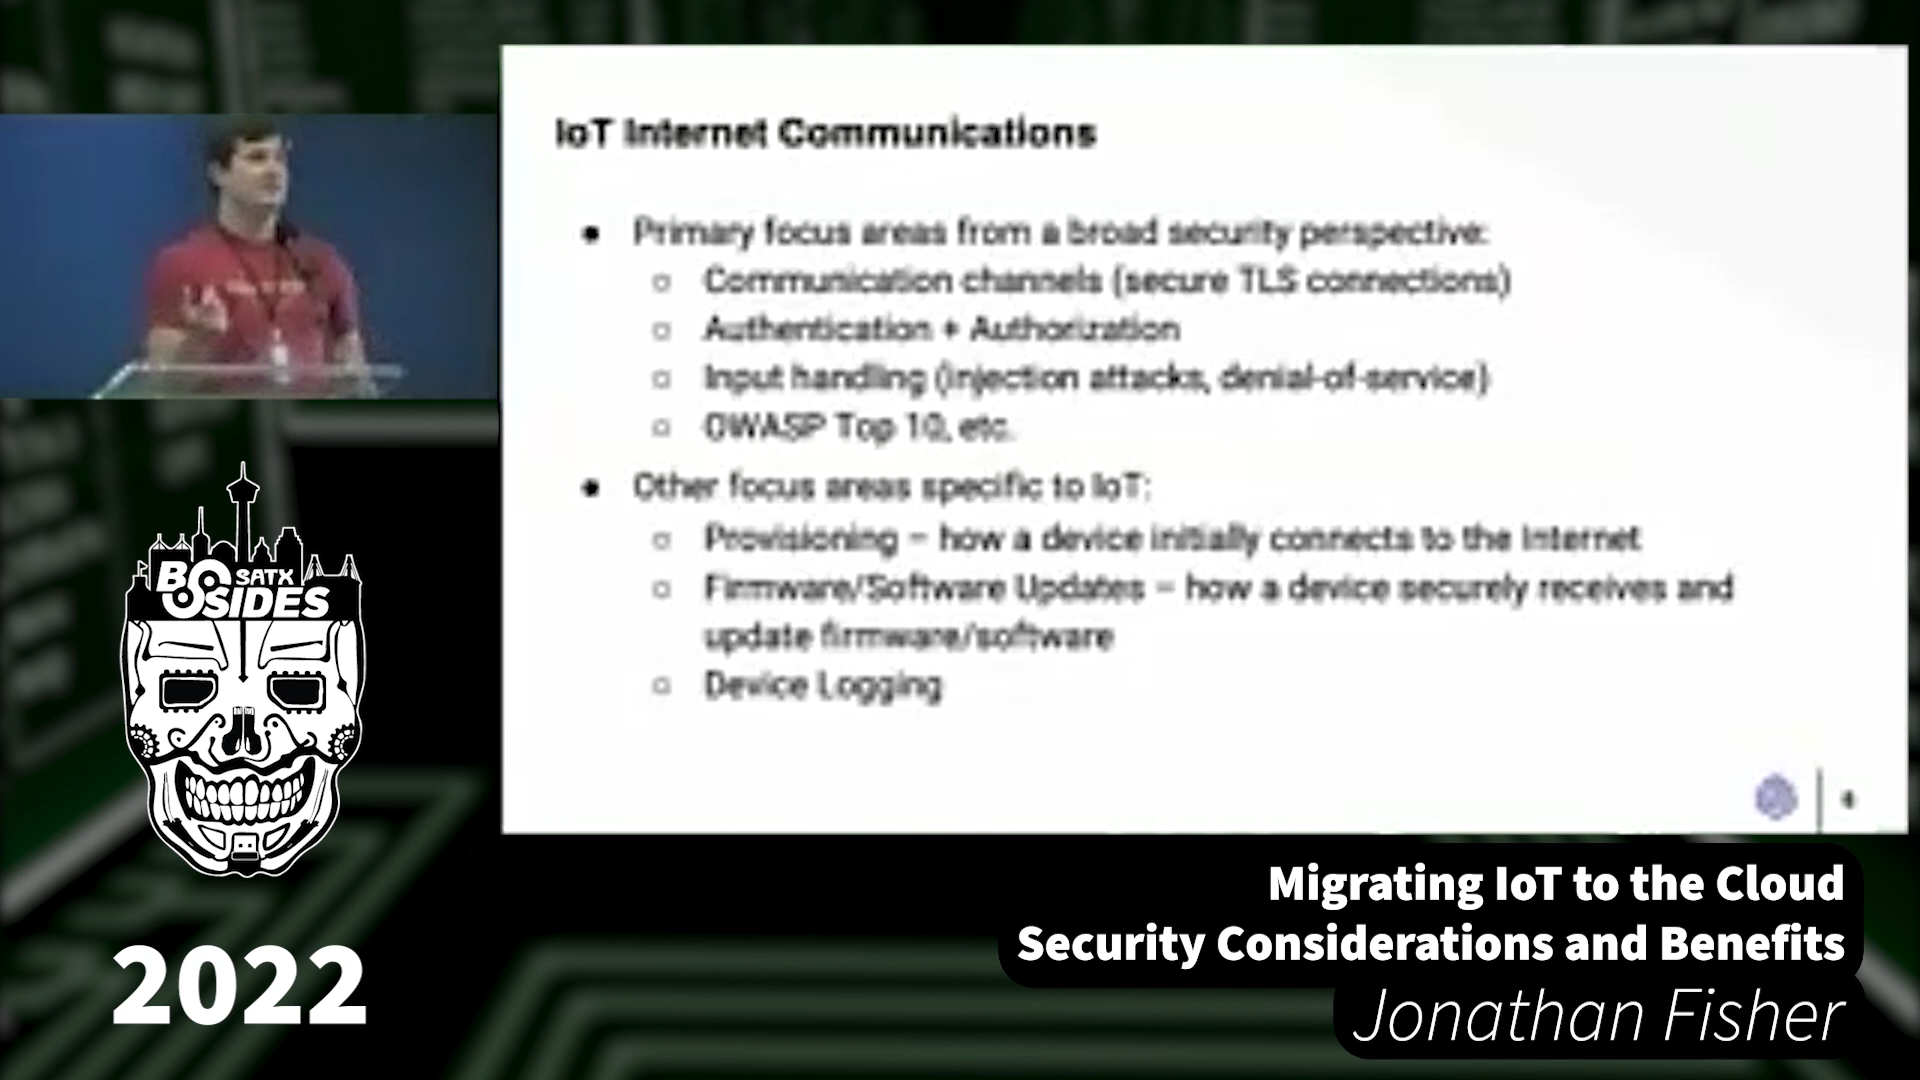 IoT Internet Communications
● Primary focus areas from a broad security perspective:
○ Communication channels (secure TLS connections)
○ Authentication + Authorization
○ Input handling (injection attacks, denial-of-service)
○ OWASP Top 10, etc.
● Other focus areas specific to IoT:
○ Provisioning – how a device initially connects to the Internet
○ Firmware/Software Updates – how a device securely receives and
update firmware/software
○ Device Logging
BSIDES
SATX
2022
Migrating IoT to the Cloud
Security Considerations and Benefits
Jonathan Fisher